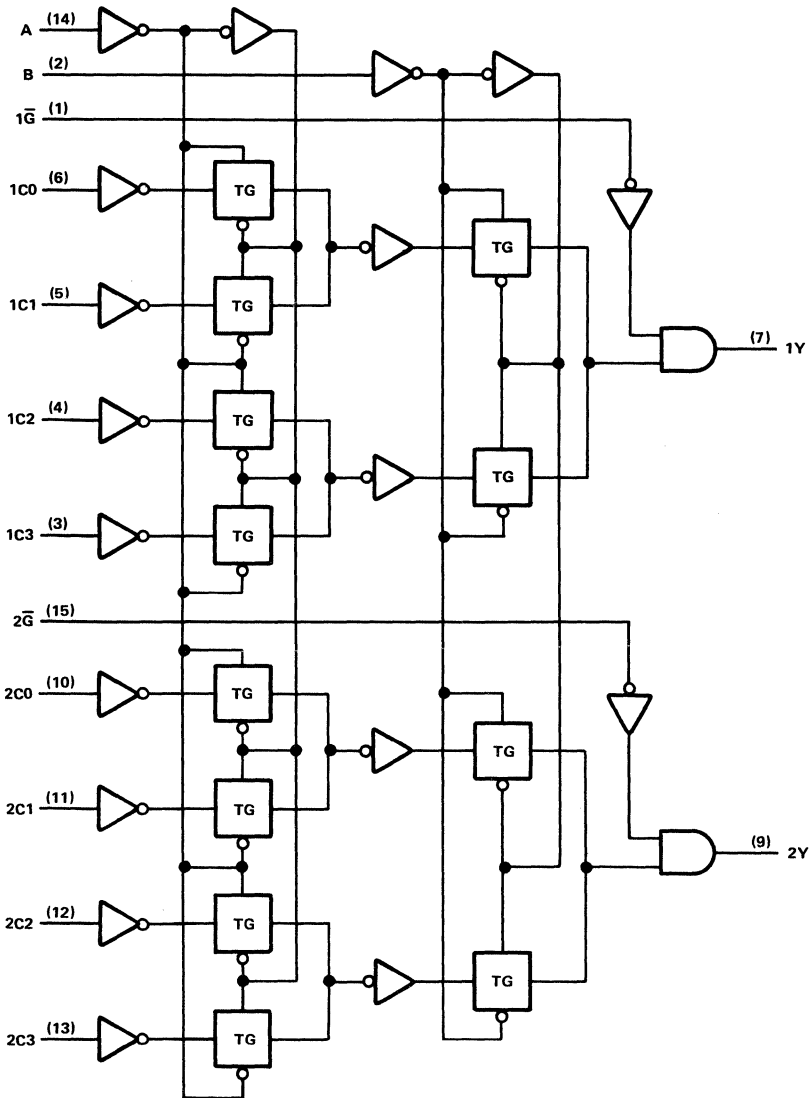 A (14)
B (2)
1G̅ (1)
1C0 (6) TG
TG
1C1 (5) TG
(7) 1Y
1C2 (4) TG
TG
1C3 (3) TG
2G̅ (15)
2C0 (10) TG
TG
2C1 (11) TG
(9) 2Y
2C2 (12) TG
TG
2C3 (13) TG